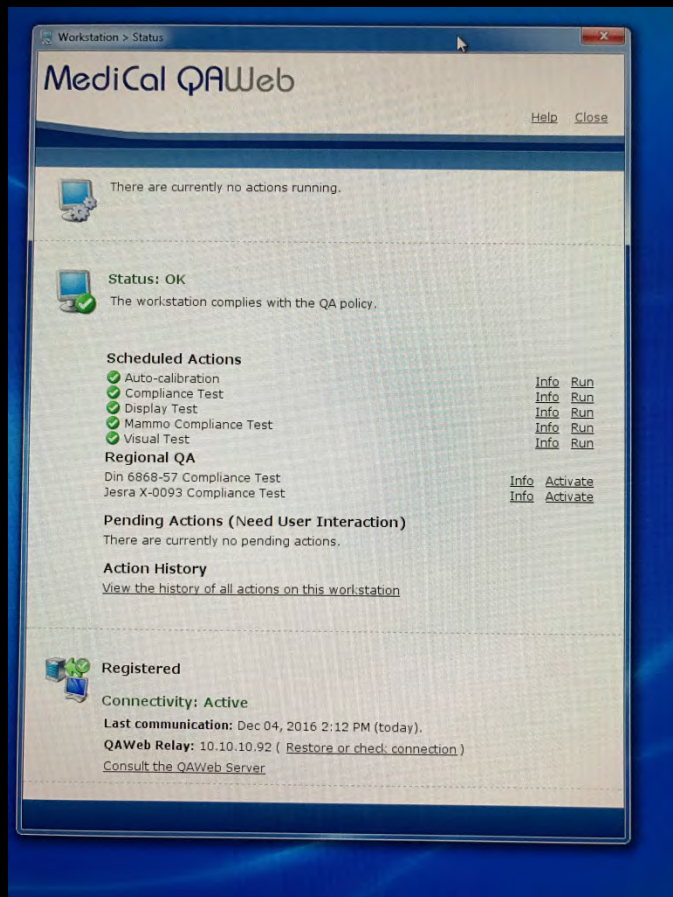 Workstation > Status
MediCal QAWeb
Help Close
There are currently no actions running.
Status: OK
The workstation complies with the QA policy.
Scheduled Actions
Auto-calibration Info Run
Compliance Test Info Run
Display Test Info Run
Mammo Compliance Test Info Run
Visual Test Info Run
Regional QA
Din 6868-57 Compliance Test Info Activate
Jesra X-0093 Compliance Test Info Activate
Pending Actions (Need User Interaction)
There are currently no pending actions.
Action History
View the history of all actions on this workstation
Registered
Connectivity: Active
Last communication: Dec 04, 2016 2:12 PM (today).
QAWeb Relay: 10.10.10.92 ( Restore or check connection )
Consult the QAWeb Server